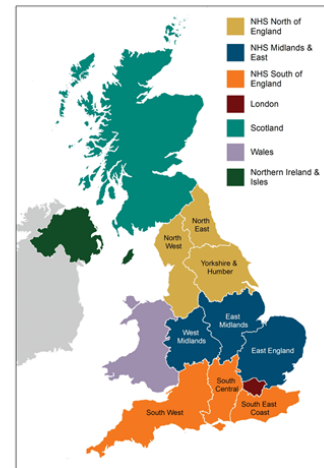 NHS North of
England
NHS Midlands
& East
NHS South of
England
London
Scotland
Wales
Northern Ireland
& Isles
North
East
North
West
Yorkshire &
Humber
East
Midlands
West
Midlands
East England
South
Central
South West
South East
Coast